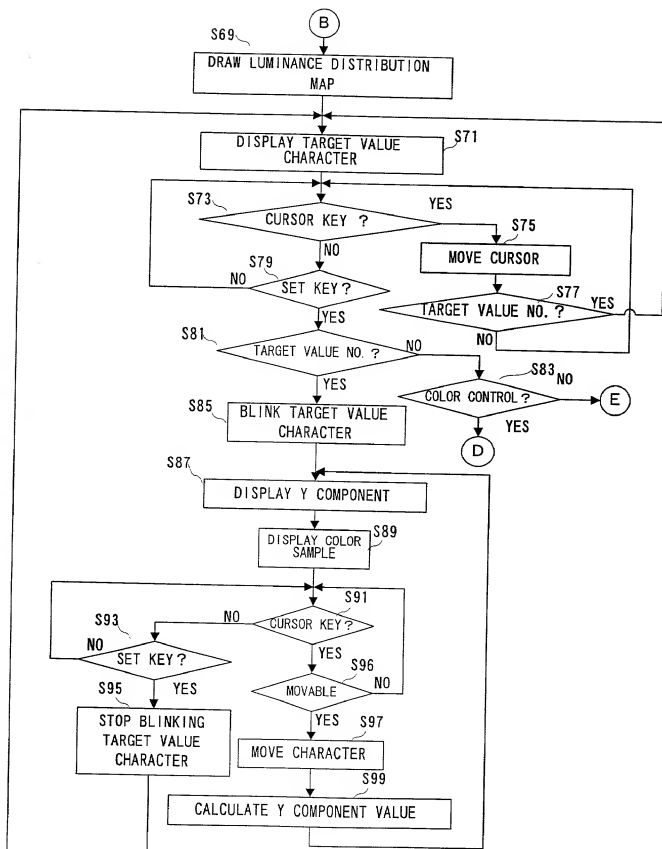 B
S69
DRAW LUMINANCE DISTRIBUTION
MAP
S71
DISPLAY TARGET VALUE
CHARACTER
S73
CURSOR KEY ?
YES
NO
S75
MOVE CURSOR
S77
TARGET VALUE NO. ?
YES
NO
S79
NO
SET KEY ?
YES
S81
TARGET VALUE NO. ?
NO
YES
S83
NO
COLOR CONTROL ?
YES
E
D
S85
BLINK TARGET VALUE
CHARACTER
S87
DISPLAY Y COMPONENT
S89
DISPLAY COLOR
SAMPLE
S91
NO
CURSOR KEY?
YES
S93
NO
SET KEY ?
YES
S96
MOVABLE
NO
YES
S95
STOP BLINKING
TARGET VALUE
CHARACTER
S97
MOVE CHARACTER
S99
CALCULATE Y COMPONENT VALUE